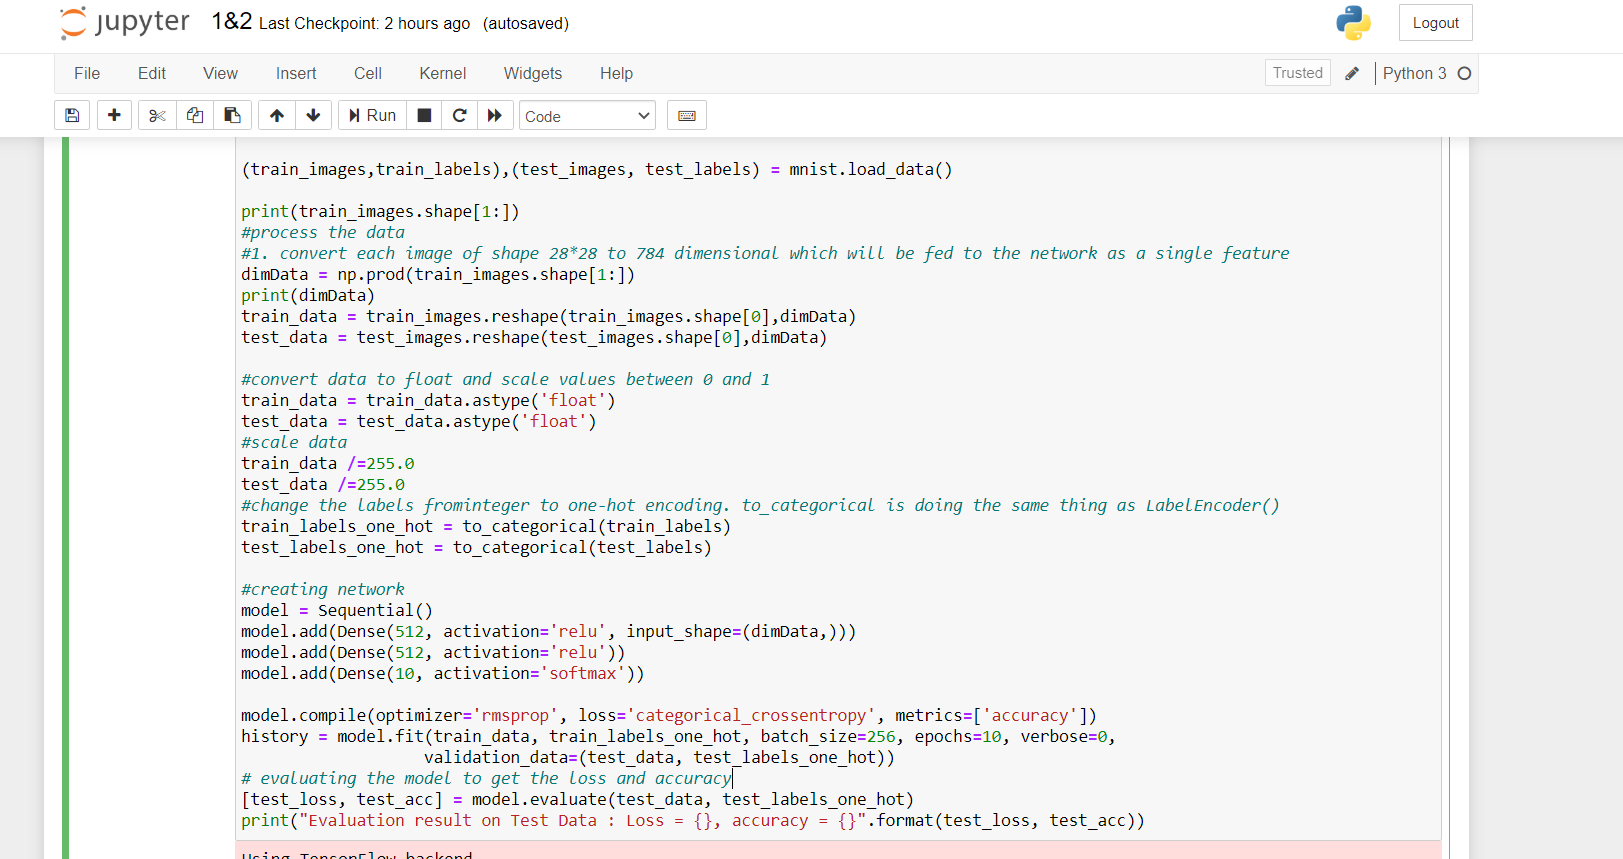 jupyter 1&2 Last Checkpoint: 2 hours ago (autosaved) Logout
File Edit View Insert Cell Kernel Widgets Help Trusted Python 3
Run Code
(train_images,train_labels),(test_images, test_labels) = mnist.load_data()
print(train_images.shape[1:])
#process the data
#1. convert each image of shape 28*28 to 784 dimensional which will be fed to the network as a single feature
dimData = np.prod(train_images.shape[1:])
print(dimData)
train_data = train_images.reshape(train_images.shape[0],dimData)
test_data = test_images.reshape(test_images.shape[0],dimData)
#convert data to float and scale values between 0 and 1
train_data = train_data.astype('float')
test_data = test_data.astype('float')
#scale data
train_data /=255.0
test_data /=255.0
#change the labels frominteger to one-hot encoding. to_categorical is doing the same thing as LabelEncoder()
train_labels_one_hot = to_categorical(train_labels)
test_labels_one_hot = to_categorical(test_labels)
#creating network
model = Sequential()
model.add(Dense(512, activation='relu', input_shape=(dimData,)))
model.add(Dense(512, activation='relu'))
model.add(Dense(10, activation='softmax'))
model.compile(optimizer='rmsprop', loss='categorical_crossentropy', metrics=['accuracy'])
history = model.fit(train_data, train_labels_one_hot, batch_size=256, epochs=10, verbose=0,
validation_data=(test_data, test_labels_one_hot))
# evaluating the model to get the loss and accuracy
[test_loss, test_acc] = model.evaluate(test_data, test_labels_one_hot)
print("Evaluation result on Test Data : Loss = {}, accuracy = {}".format(test_loss, test_acc))
Using TensorFlow backend